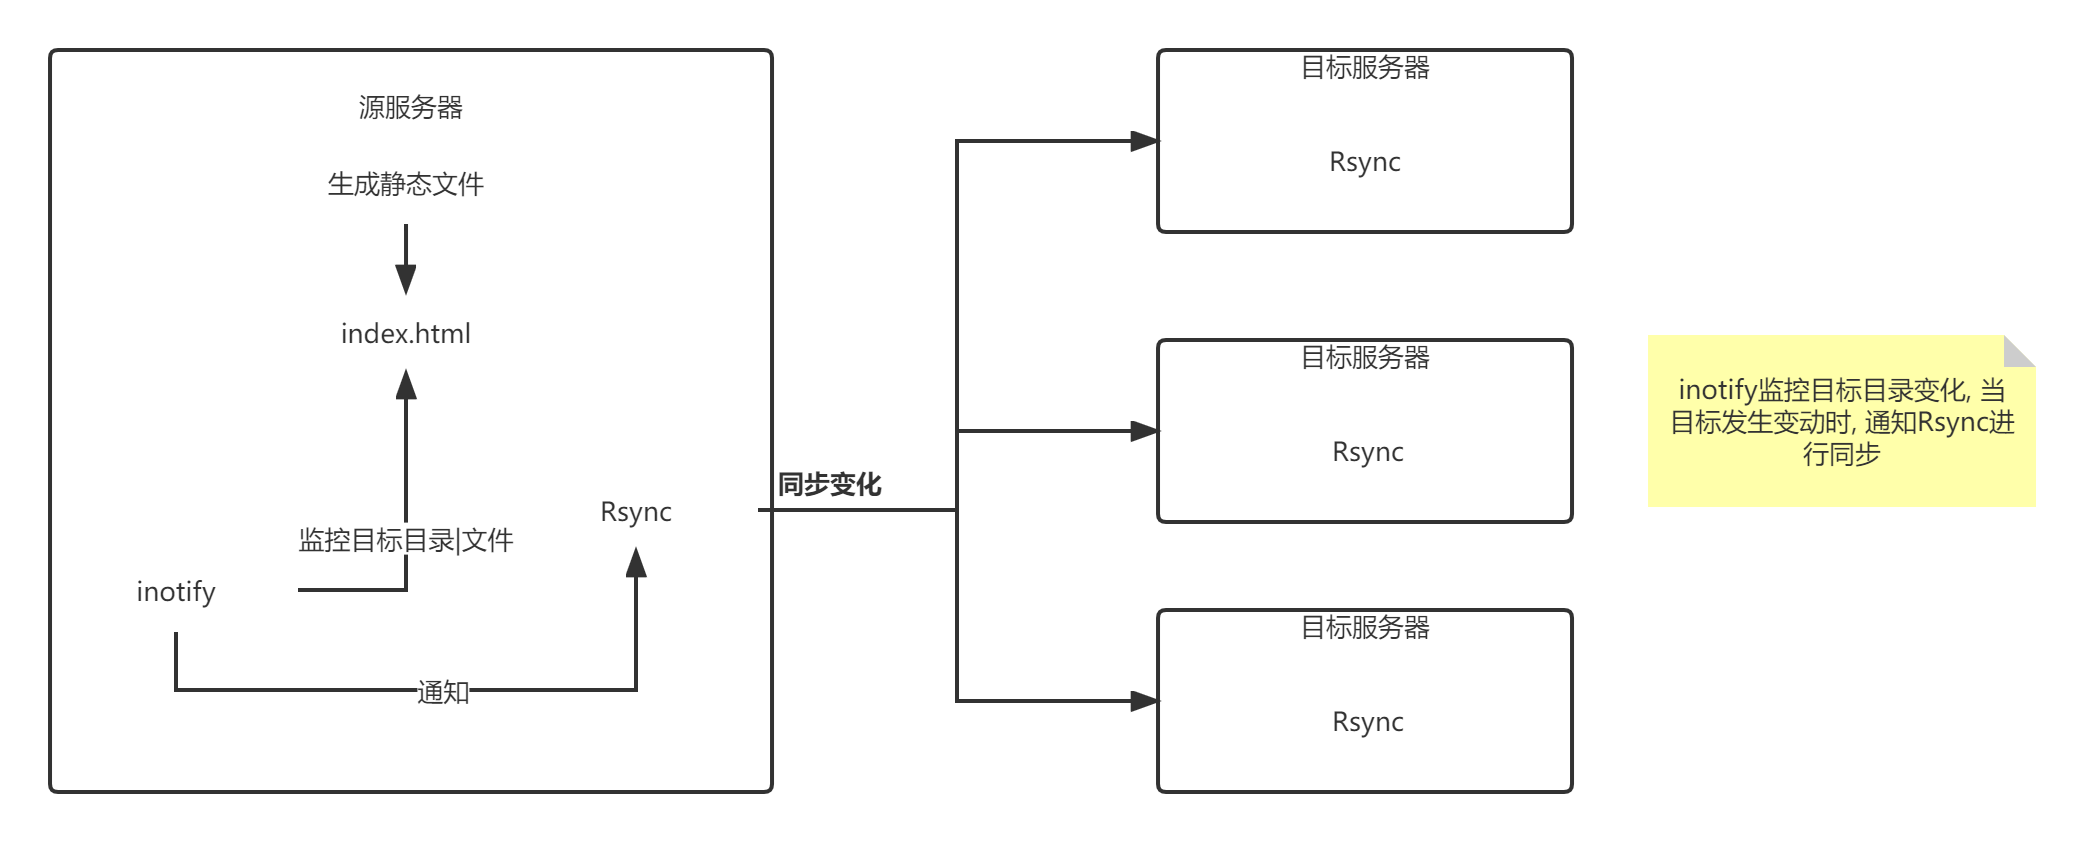 源服务器
生成静态文件
index.html
监控目标目录|文件
inotify
通知
Rsync
同步变化
目标服务器
Rsync
目标服务器
Rsync
目标服务器
Rsync
inotify监控目标目录变化, 当
目标发生变动时, 通知Rsync进
行同步